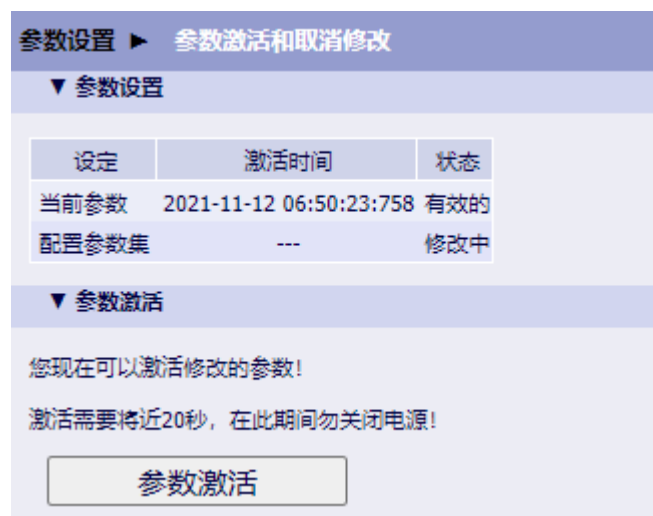 参数设置 ► 参数激活和取消修改
▼ 参数设置
设定 激活时间 状态
当前参数 2021-11-12 06:50:23:758 有效的
配置参数集 --- 修改中
▼ 参数激活
您现在可以激活修改的参数!
激活需要将近20秒，在此期间勿关闭电源!
参数激活